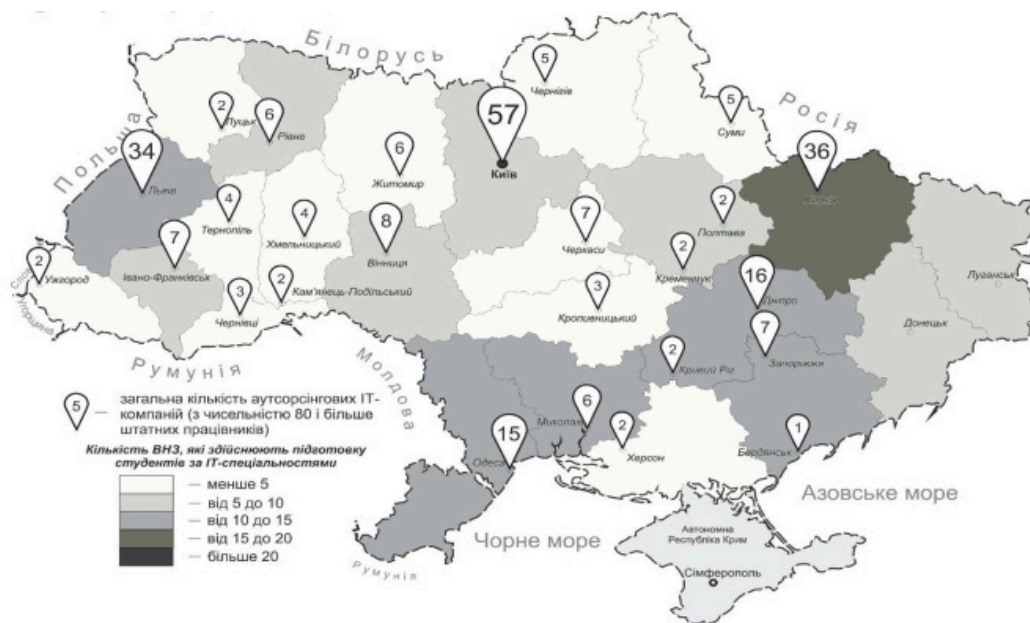 Білорусь
Росія
Польща
5
Чернігів
5
Суми
2
Луцьк
6
Рівне
57
Київ
34
Львів
36
Харків
6
Житомир
4
Тернопіль
4
Хмельницький
8
Вінниця
7
Черкаси
2
Полтава
2
Кременчук
7
Івано-Франківськ
2
Ужгород
3
Чернівці
2
Кам'янець-Подільський
3
Кропивницький
16
Дніпро
Луганськ
Донецьк
7
Запоріжжя
2
Кривий Ріг
Румунія
Молдова
6
Миколаїв
15
Одеса
2
Херсон
1
Бердянськ
5
— загальна кількість аутсорсінгових ІТ-
компаній (з чисельністю 80 і більше
штатних працівників)
Кількість ВНЗ, які здійснюють підготовку
студентів за ІТ-спеціальностями
— менше 5
— від 5 до 10
— від 10 до 15
— від 15 до 20
— більше 20
Азовське море
Чорне море
Румунія
Автономна
Республіка Крим
Сімферополь